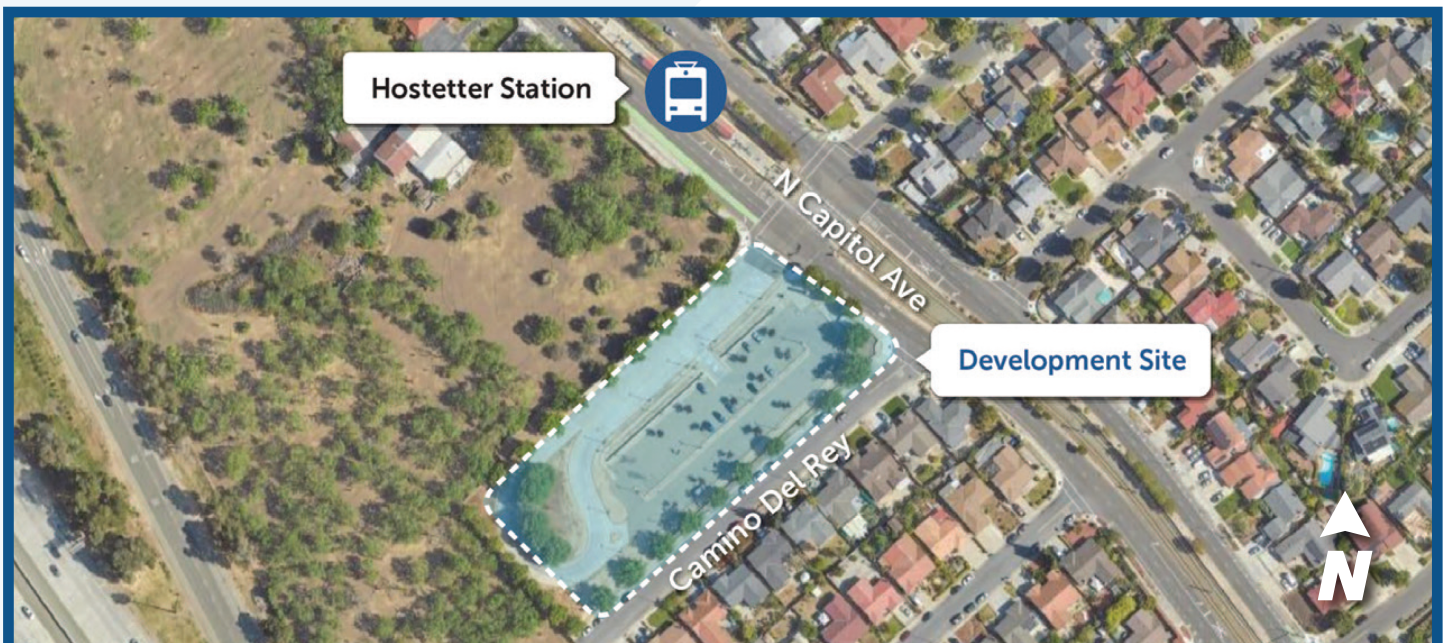 Hostetter Station
N Capitol Ave
Development Site
Camino Del Rey
N